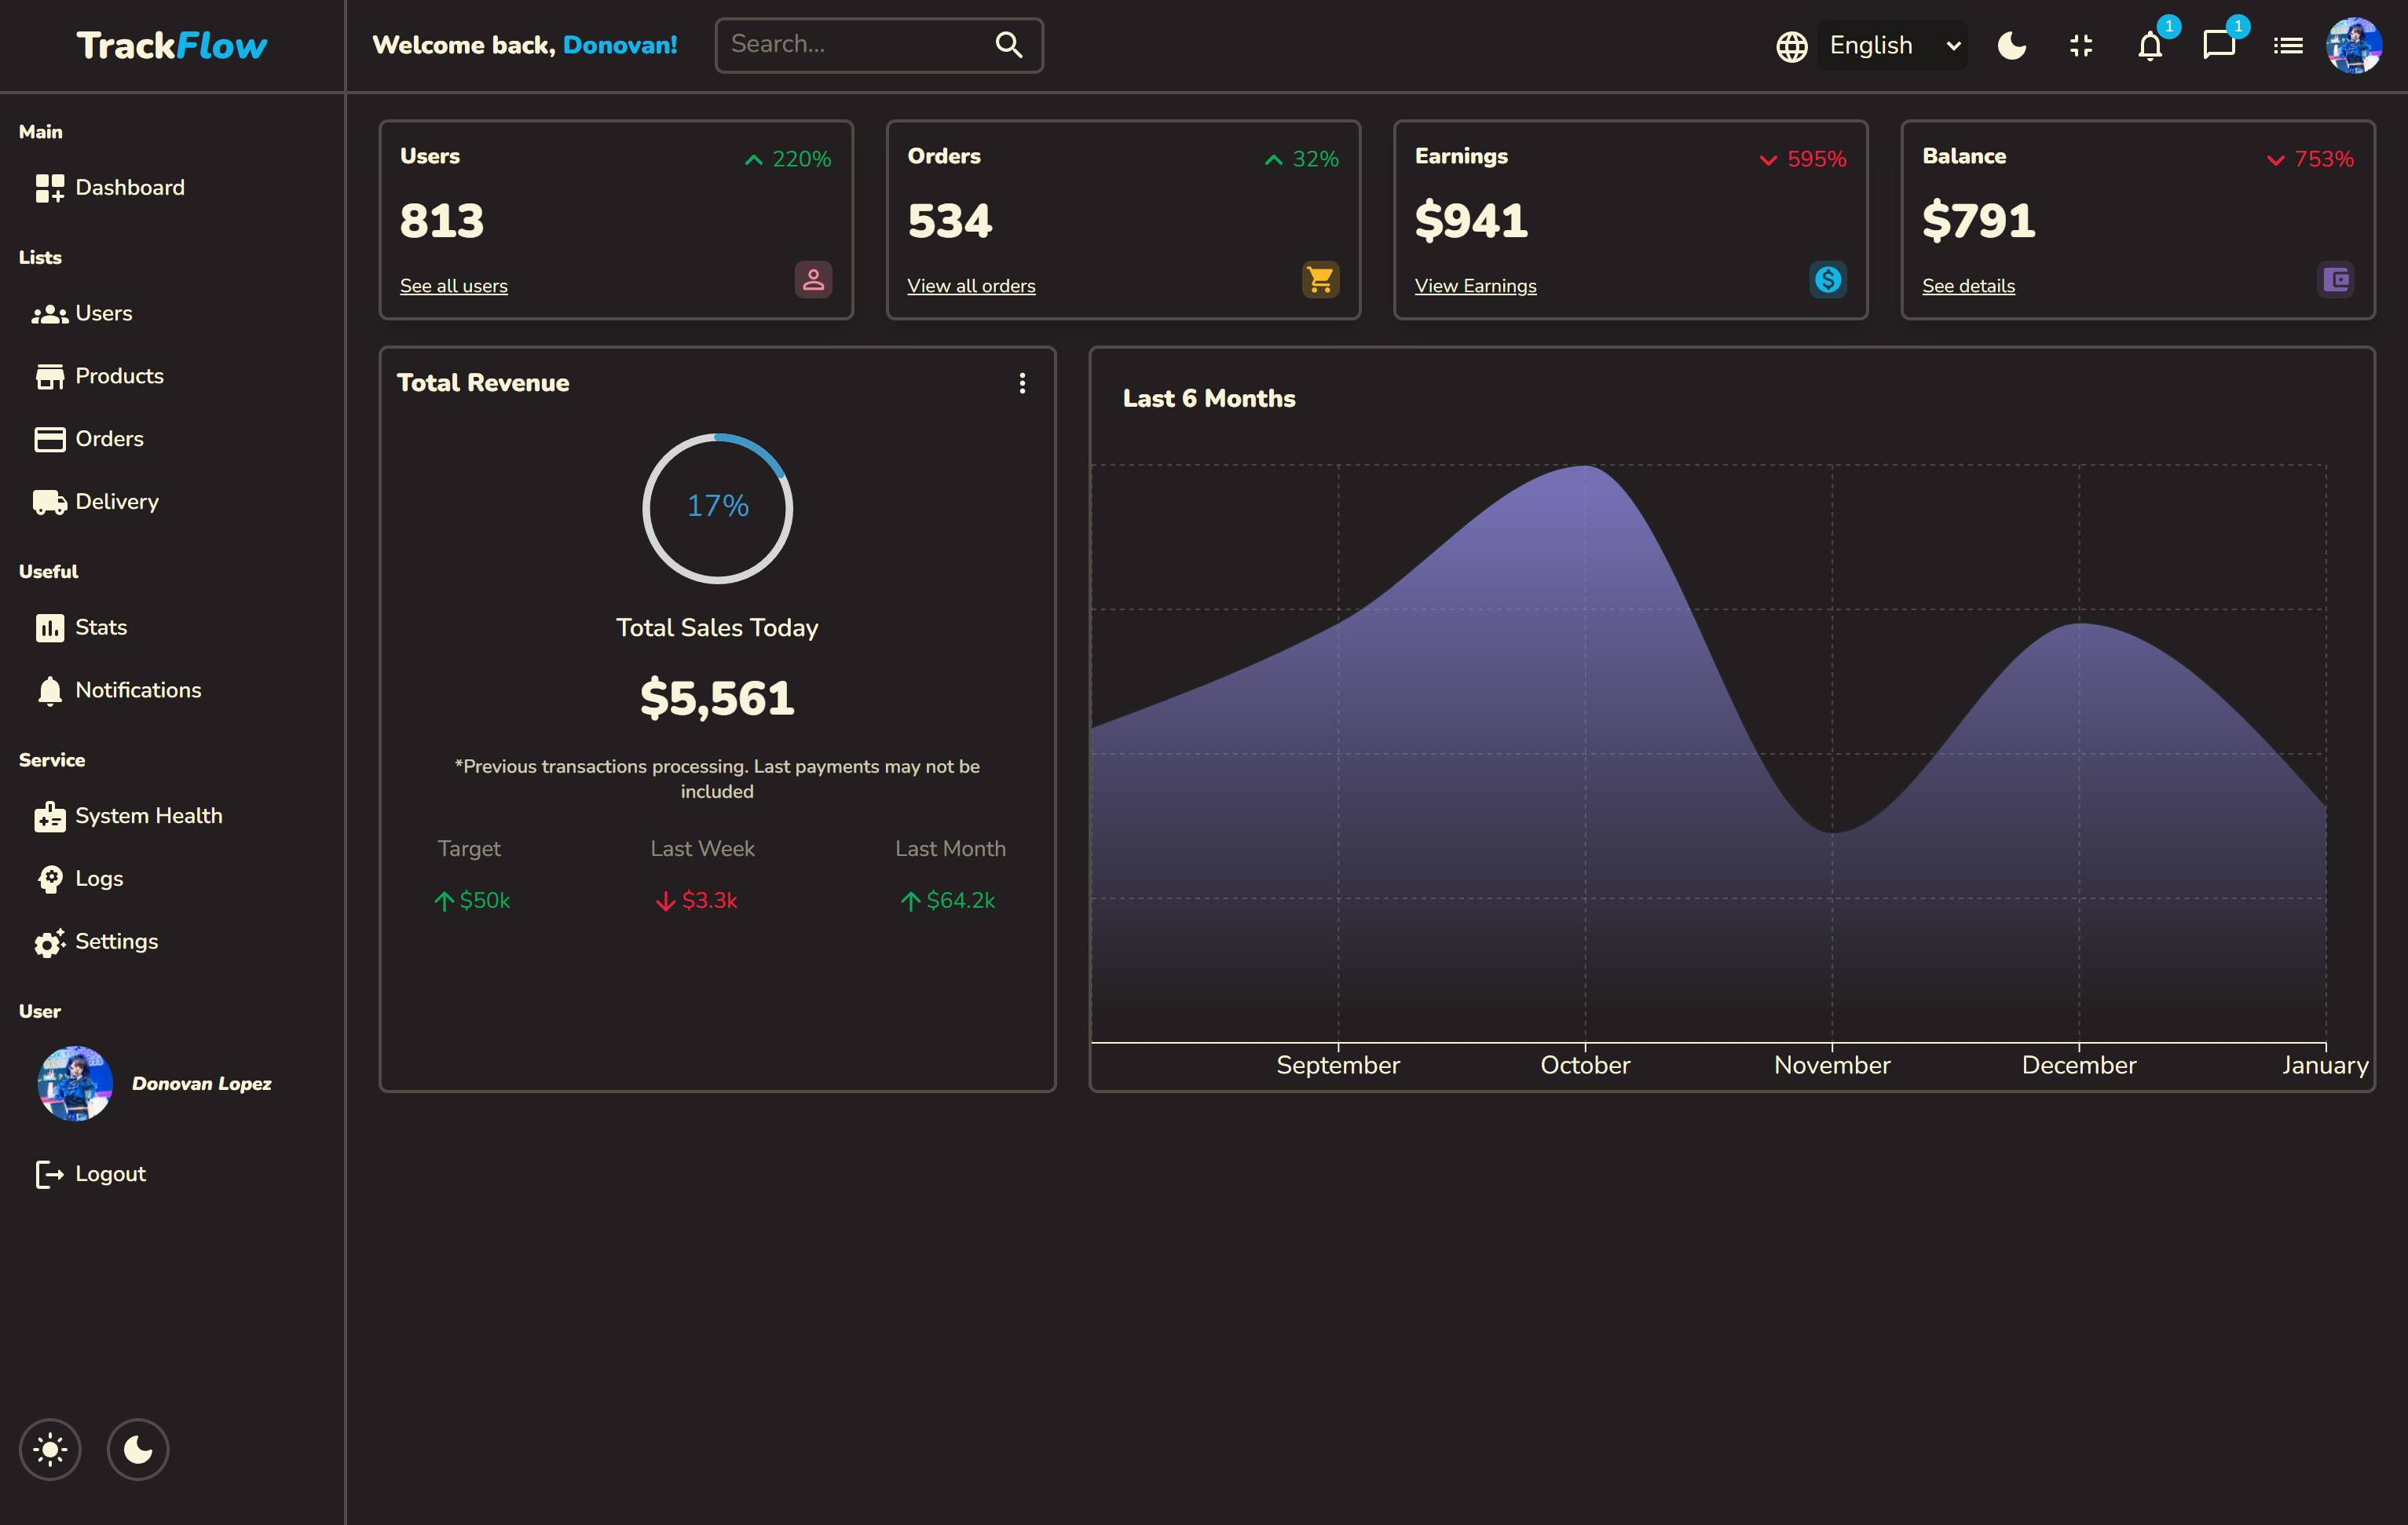 TrackFlow
Welcome back, Donovan!
Search...
English
1
1
Main
Dashboard
Lists
Users
Products
Orders
Delivery
Useful
Stats
Notifications
Service
System Health
Logs
Settings
User
Donovan Lopez
Logout
Users
220%
813
See all users
Orders
32%
534
View all orders
Earnings
595%
$941
View Earnings
Balance
753%
$791
See details
Total Revenue
17%
Total Sales Today
$5,561
*Previous transactions processing. Last payments may not be
included
Target
Last Week
Last Month
$50k
$3.3k
$64.2k
Last 6 Months
September
October
November
December
January